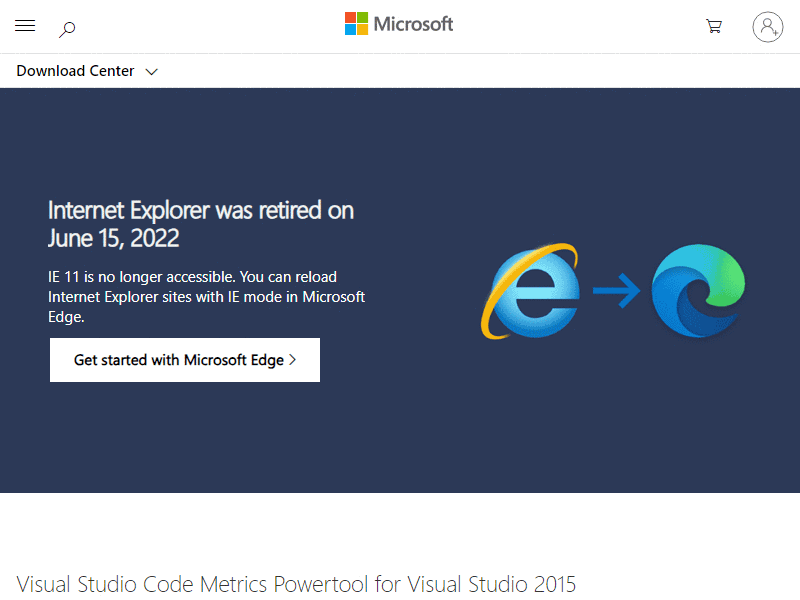 Microsoft
Download Center
Internet Explorer was retired on
June 15, 2022
IE 11 is no longer accessible. You can reload
Internet Explorer sites with IE mode in Microsoft
Edge.
Get started with Microsoft Edge
Visual Studio Code Metrics Powertool for Visual Studio 2015